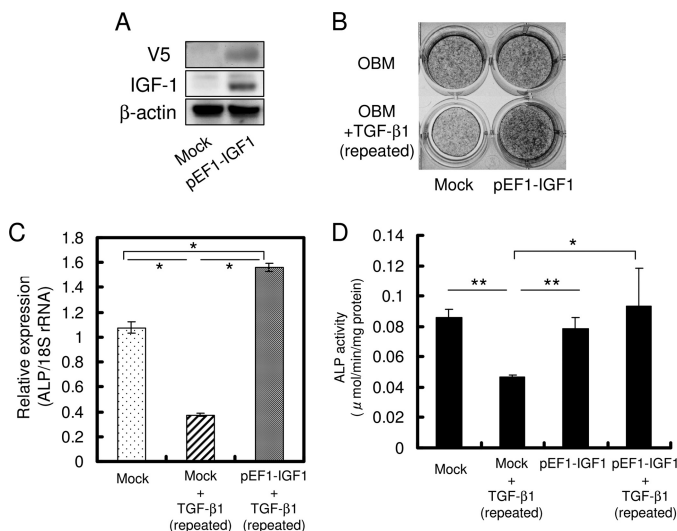 A
V5
IGF-1
β-actin
Mock
pEF1-IGF1
B
OBM
OBM
+TGF-β1
(repeated)
Mock
pEF1-IGF1
C
Relative expression
(ALP/18S rRNA)
1.8
1.6
1.4
1.2
1
0.8
0.6
0.4
0.2
0
*
*
*
Mock
Mock
+
TGF-β1
(repeated)
pEF1-IGF1
+
TGF-β1
(repeated)
D
ALP activity
(μ mol/min/mg protein)
0.14
0.12
0.1
0.08
0.06
0.04
0.02
0
*
**
**
Mock
Mock
+
TGF-β1
(repeated)
pEF1-IGF1
pEF1-IGF1
+
TGF-β1
(repeated)